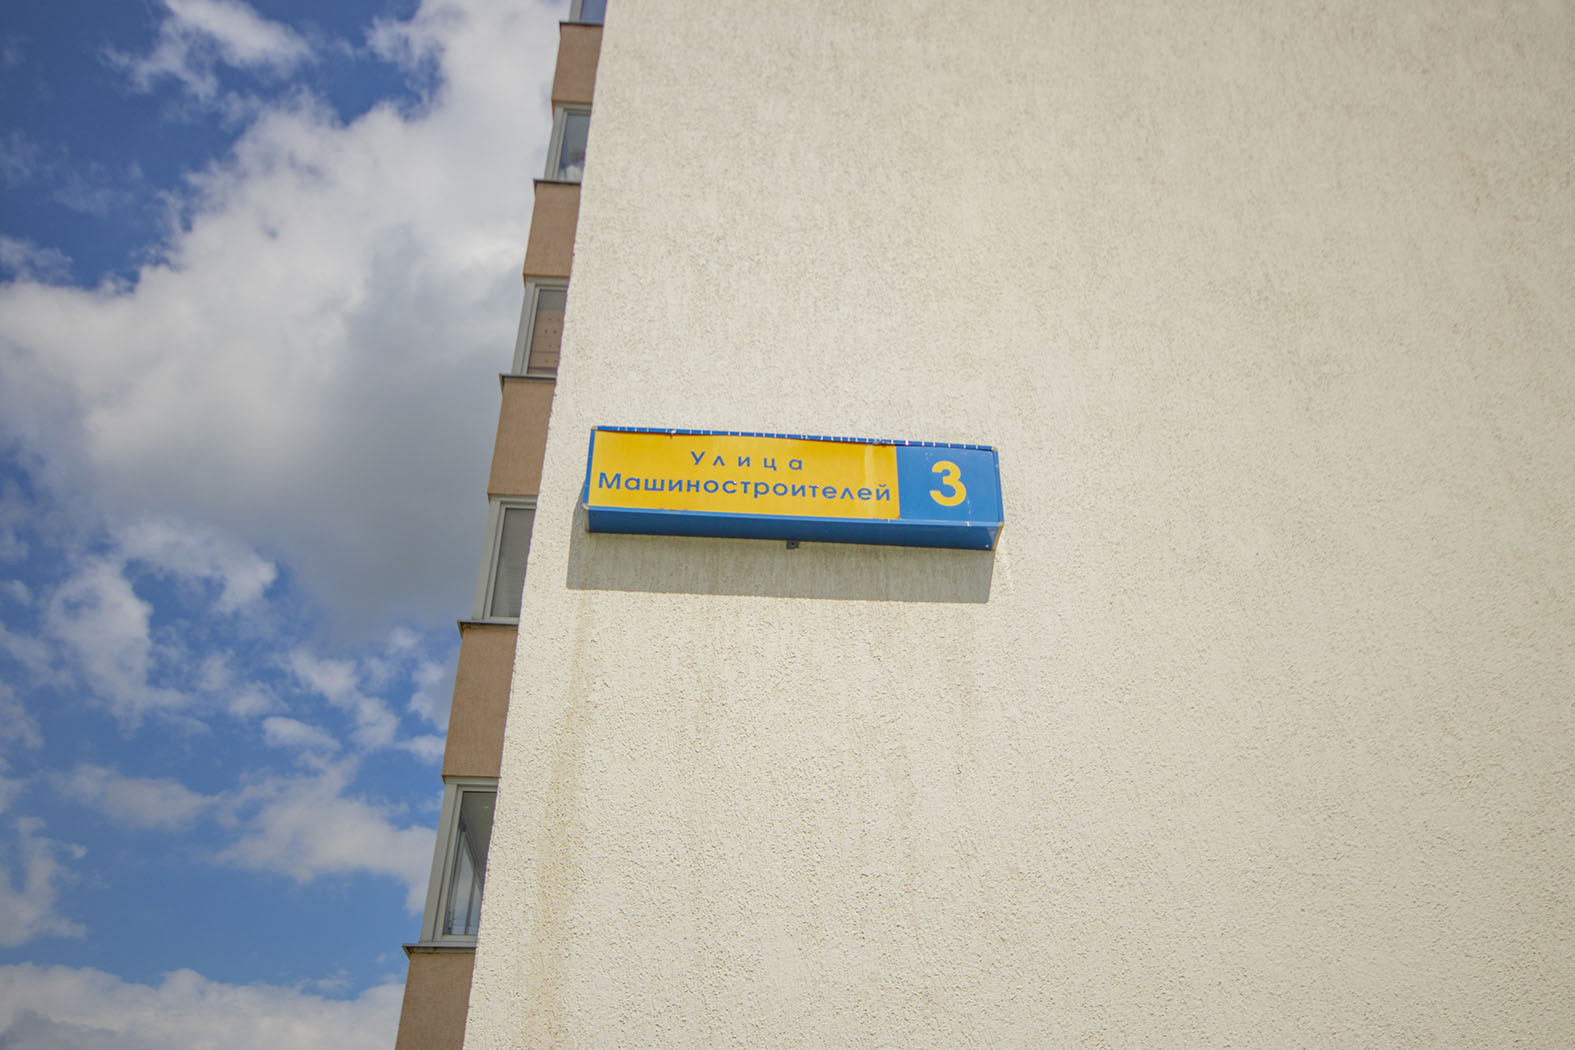 Улица
Машиностроителей
3